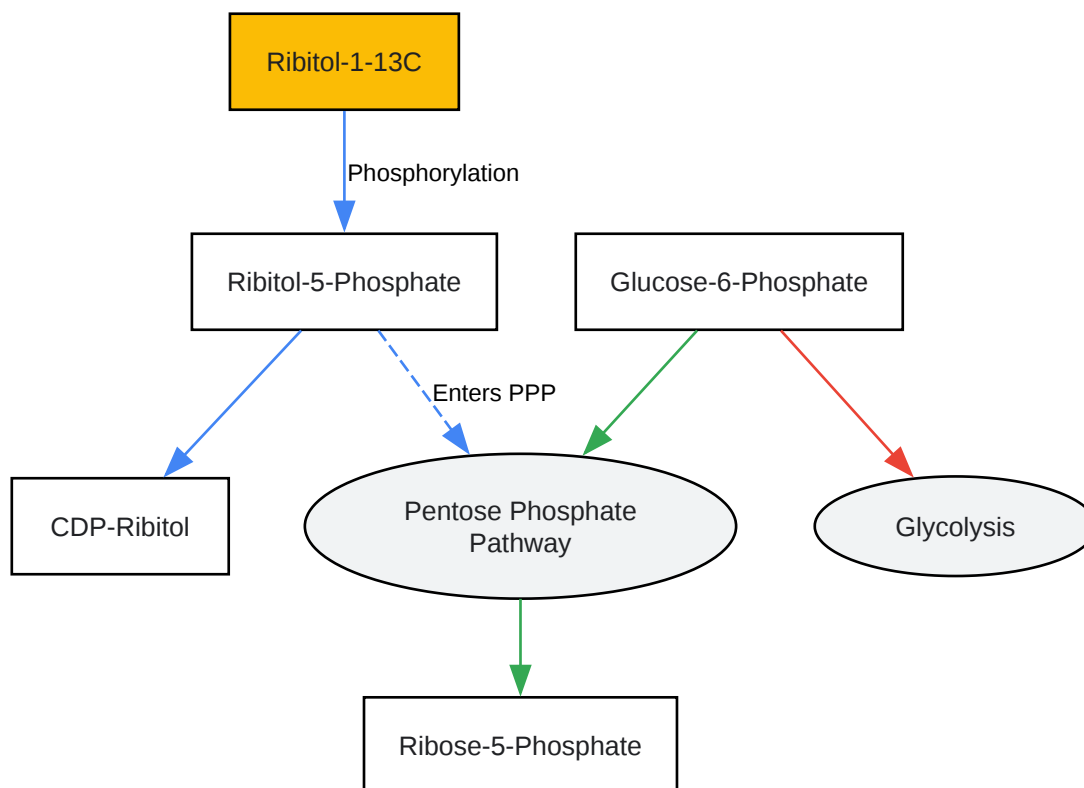 Ribitol-1-13C
Phosphorylation
Ribitol-5-Phosphate
Glucose-6-Phosphate
Enters PPP
CDP-Ribitol
Pentose Phosphate
Pathway
Glycolysis
Ribose-5-Phosphate